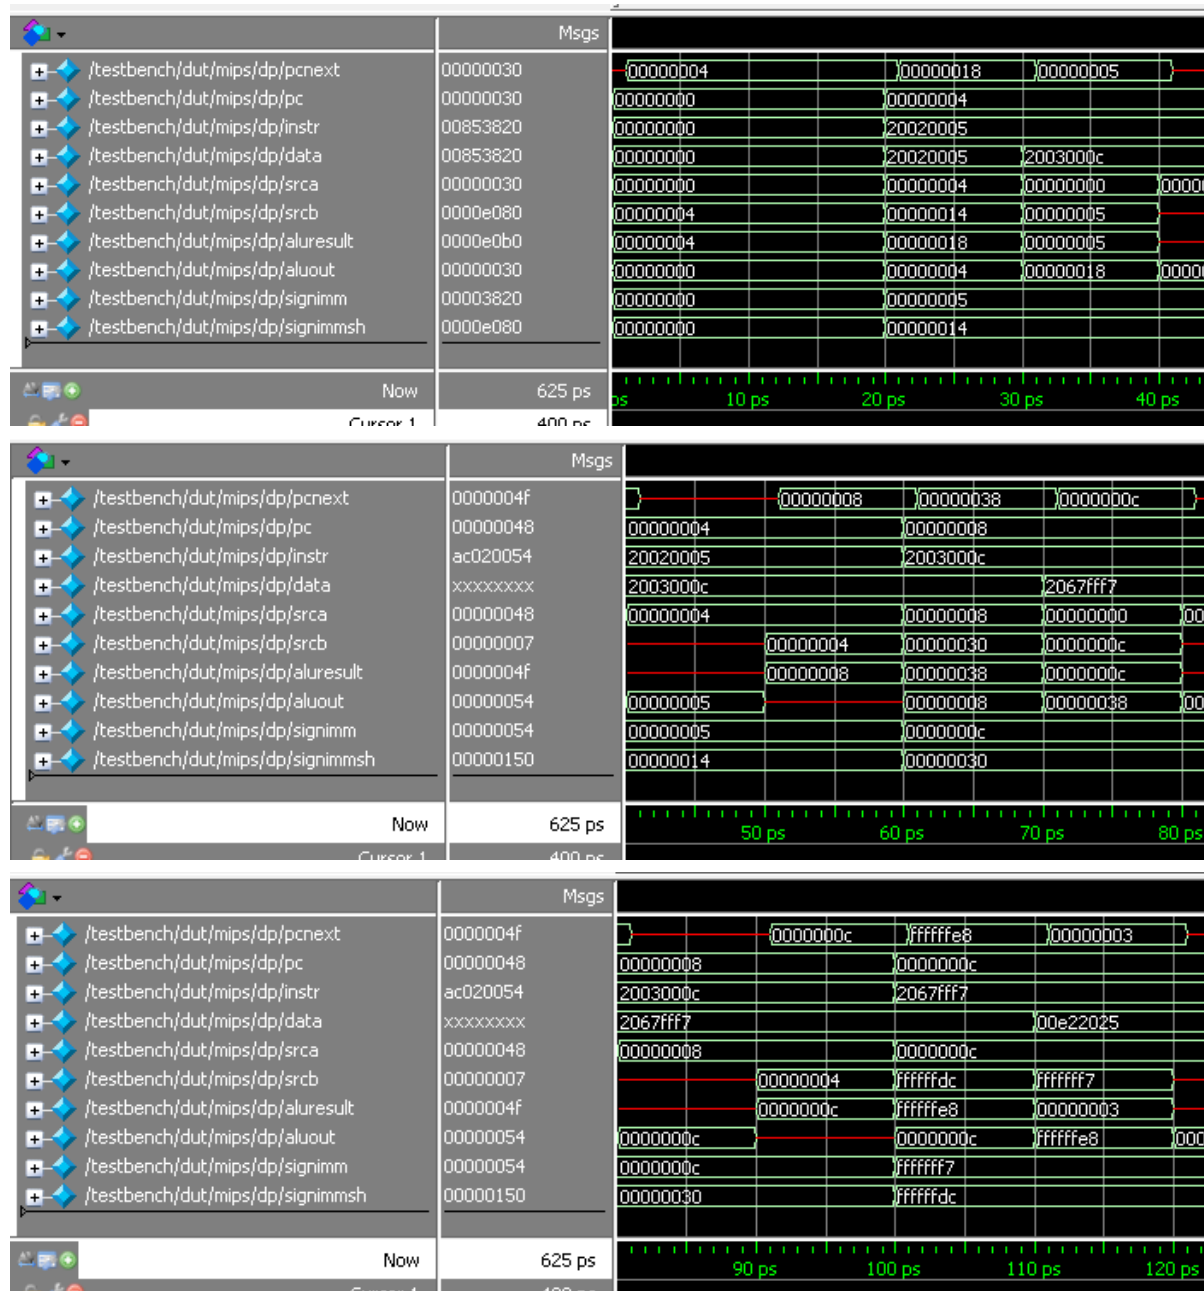 Msgs
/testbench/dut/mips/dp/pcnext 00000030 00000004 00000018 00000005
/testbench/dut/mips/dp/pc 00000030 00000000 00000004
/testbench/dut/mips/dp/instr 00853820 00000000 20020005
/testbench/dut/mips/dp/data 00853820 00000000 20020005 2003000c
/testbench/dut/mips/dp/srca 00000030 00000000 00000004 00000000 0000
/testbench/dut/mips/dp/srcb 0000e080 00000004 00000014 00000005
/testbench/dut/mips/dp/aluresult 0000e0b0 00000004 00000018 00000005
/testbench/dut/mips/dp/aluout 00000030 00000000 00000004 00000018 0000
/testbench/dut/mips/dp/signimm 00003820 00000000 00000005
/testbench/dut/mips/dp/signimmsh 0000e080 00000000 00000014
Now 625 ps ps 10 ps 20 ps 30 ps 40 ps
Cursor 1 400 ps
Msgs
/testbench/dut/mips/dp/pcnext 0000004f 00000008 00000038 0000000c
/testbench/dut/mips/dp/pc 00000048 00000004 00000008
/testbench/dut/mips/dp/instr ac020054 20020005 2003000c
/testbench/dut/mips/dp/data xxxxxxxx 2003000c 2067fff7
/testbench/dut/mips/dp/srca 00000048 00000004 00000008 00000000 00
/testbench/dut/mips/dp/srcb 00000007 00000004 00000030 0000000c
/testbench/dut/mips/dp/aluresult 0000004f 00000008 00000038 0000000c
/testbench/dut/mips/dp/aluout 00000054 00000005 00000008 00000038 00
/testbench/dut/mips/dp/signimm 00000054 00000005 0000000c
/testbench/dut/mips/dp/signimmsh 00000150 00000014 00000030
Now 625 ps 50 ps 60 ps 70 ps 80 ps
Cursor 1 400 ps
Msgs
/testbench/dut/mips/dp/pcnext 0000004f 0000000c ffffffe8 00000003
/testbench/dut/mips/dp/pc 00000048 00000008 0000000c
/testbench/dut/mips/dp/instr ac020054 2003000c 2067fff7
/testbench/dut/mips/dp/data xxxxxxxx 2067fff7 00e22025
/testbench/dut/mips/dp/srca 00000048 00000008 0000000c
/testbench/dut/mips/dp/srcb 00000007 00000004 ffffffdc fffffff7
/testbench/dut/mips/dp/aluresult 0000004f 0000000c ffffffe8 00000003
/testbench/dut/mips/dp/aluout 00000054 0000000c 0000000c ffffffe8 000
/testbench/dut/mips/dp/signimm 00000054 0000000c fffffff7
/testbench/dut/mips/dp/signimmsh 00000150 00000030 ffffffdc
Now 625 ps 90 ps 100 ps 110 ps 120 ps